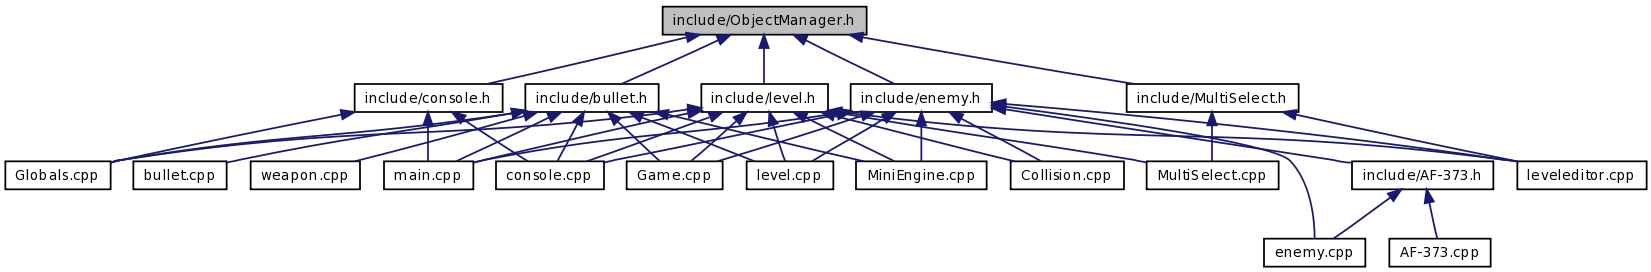 include/ObjectManager.h
include/console.h
include/bullet.h
include/level.h
include/enemy.h
include/MultiSelect.h
Globals.cpp
bullet.cpp
weapon.cpp
main.cpp
console.cpp
Game.cpp
level.cpp
MiniEngine.cpp
Collision.cpp
MultiSelect.cpp
include/AF-373.h
leveleditor.cpp
enemy.cpp
AF-373.cpp